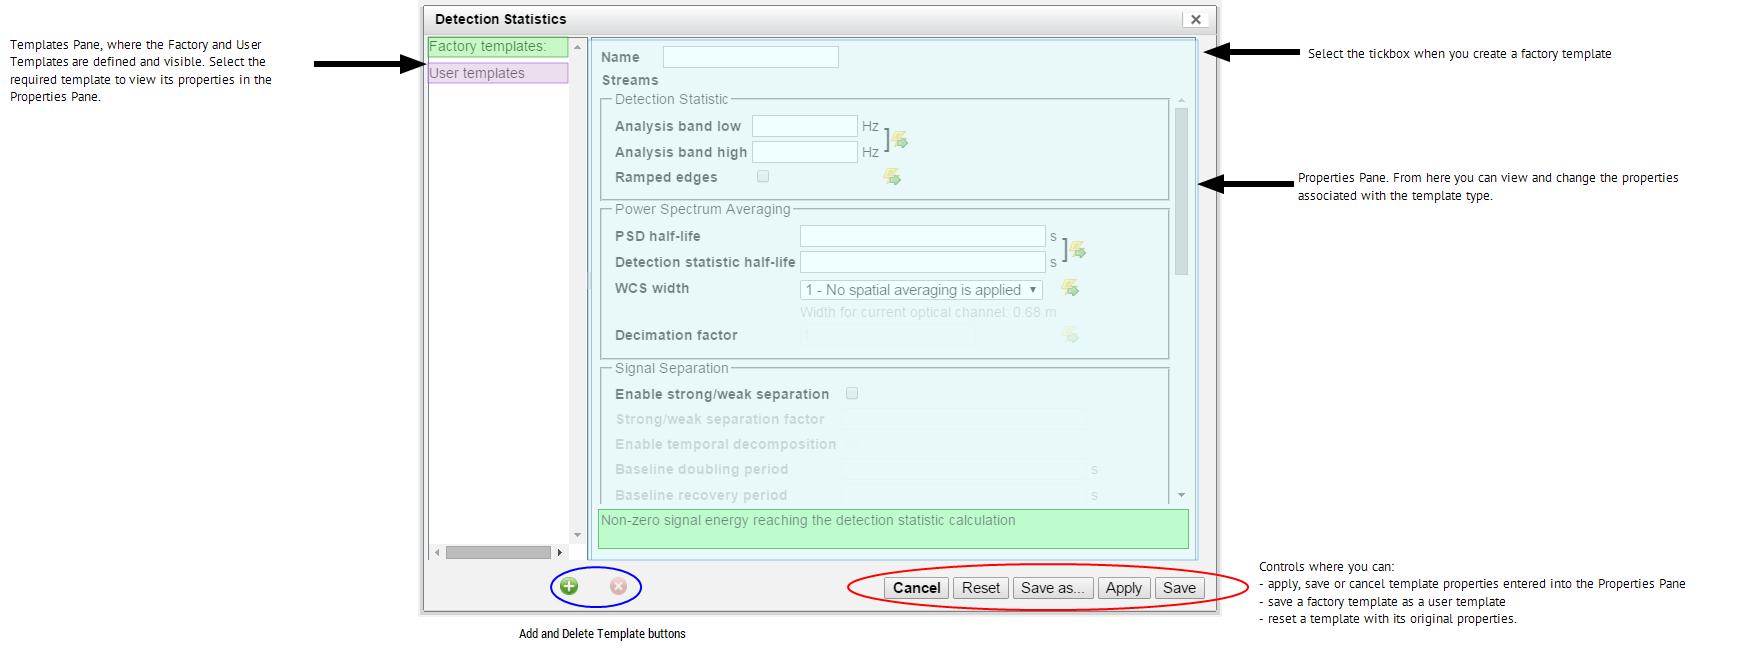 Detection Statistics
Templates Pane, where the Factory and User
Templates are defined and visible. Select the
required template to view its properties in the
Properties Pane.
Factory templates:
User templates
Name
Streams
Select the tickbox when you create a factory template
Detection Statistic
Analysis band low Hz
Analysis band high Hz
]
Ramped edges
Properties Pane. From here you can view and change the properties
associated with the template type.
Power Spectrum Averaging
PSD half-life s
Detection statistic half-life s
]
WCS width 1 - No spatial averaging is applied
Width for current optical channel: 0.68 m
Decimation factor
Signal Separation
Enable strong/weak separation
Strong/weak separation factor
Enable temporal decomposition
Baseline doubling period s
Baseline recovery period s
Non-zero signal energy reaching the detection statistic calculation
Cancel Reset Save as... Apply Save
Controls where you can:
- apply, save or cancel template properties entered into the Properties Pane
- save a factory template as a user template
- reset a template with its original properties.
Add and Delete Template buttons